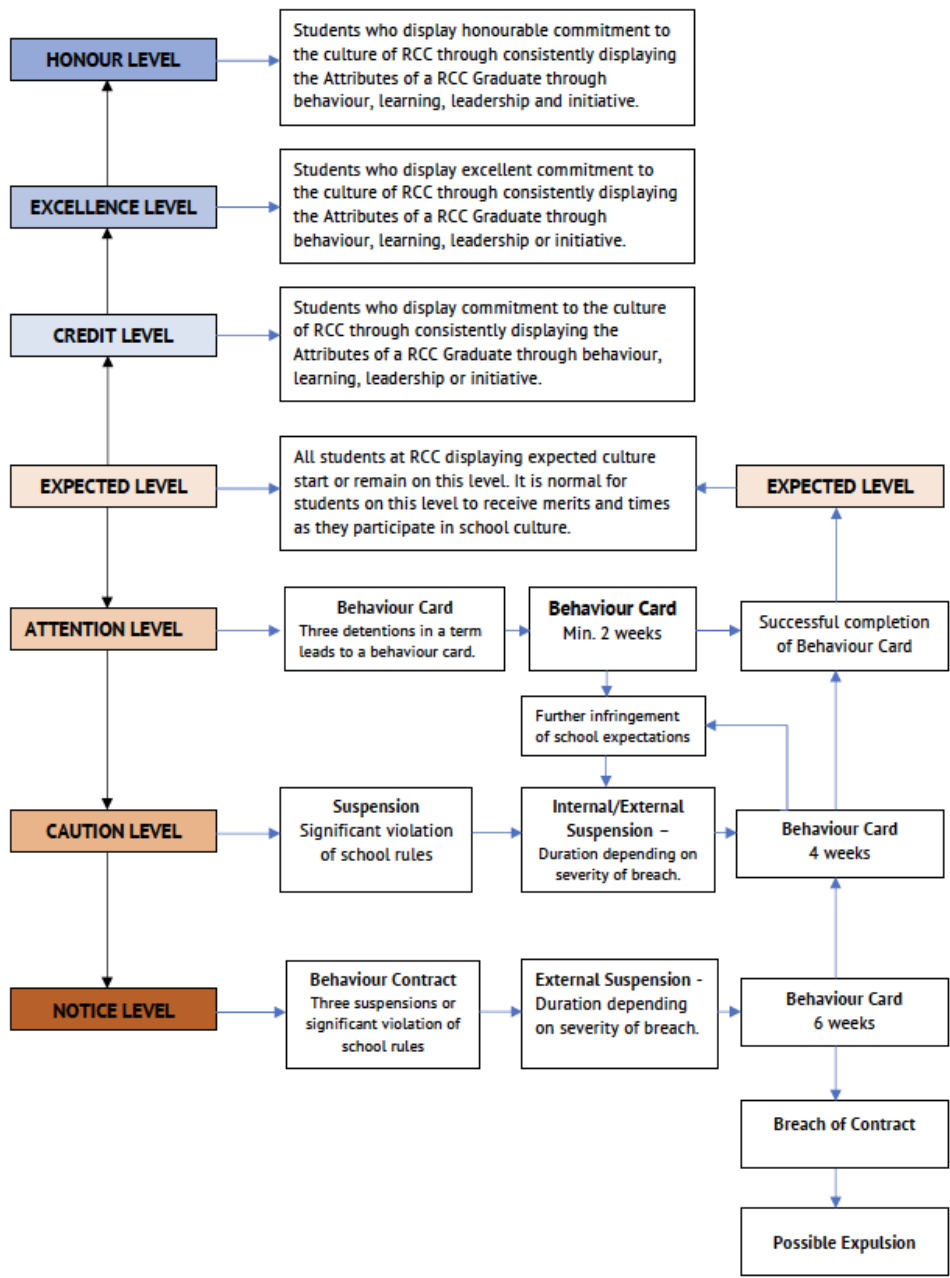 HONOUR LEVEL
Students who display honourable commitment to
the culture of RCC through consistently displaying
the Attributes of a RCC Graduate through
behaviour, learning, leadership and initiative.
EXCELLENCE LEVEL
Students who display excellent commitment to
the culture of RCC through consistently displaying
the Attributes of a RCC Graduate through
behaviour, learning, leadership or initiative.
CREDIT LEVEL
Students who display commitment to the culture
of RCC through consistently displaying the
Attributes of a RCC Graduate through behaviour,
learning, leadership or initiative.
EXPECTED LEVEL
All students at RCC displaying expected culture
start or remain on this level. It is normal for
students on this level to receive merits and times
as they participate in school culture.
EXPECTED LEVEL
ATTENTION LEVEL
Behaviour Card
Three detentions in a term
leads to a behaviour card.
Behaviour Card
Min. 2 weeks
Successful completion
of Behaviour Card
Further infringement
of school expectations
CAUTION LEVEL
Suspension
Significant violation
of school rules
Internal/External
Suspension –
Duration depending on
severity of breach.
Behaviour Card
4 weeks
NOTICE LEVEL
Behaviour Contract
Three suspensions or
significant violation of
school rules
External Suspension -
Duration depending
on severity of breach.
Behaviour Card
6 weeks
Breach of Contract
Possible Expulsion